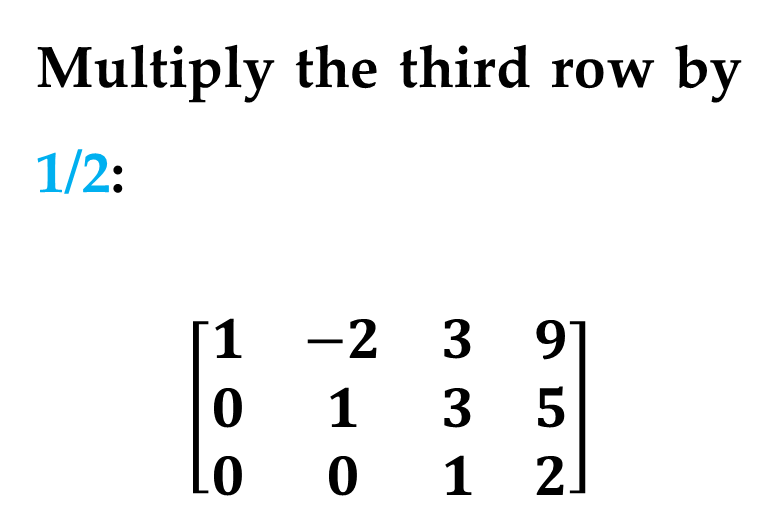 Multiply the third row by
1/2:
1 −2 3 9
0 1 3 5
0 0 1 2